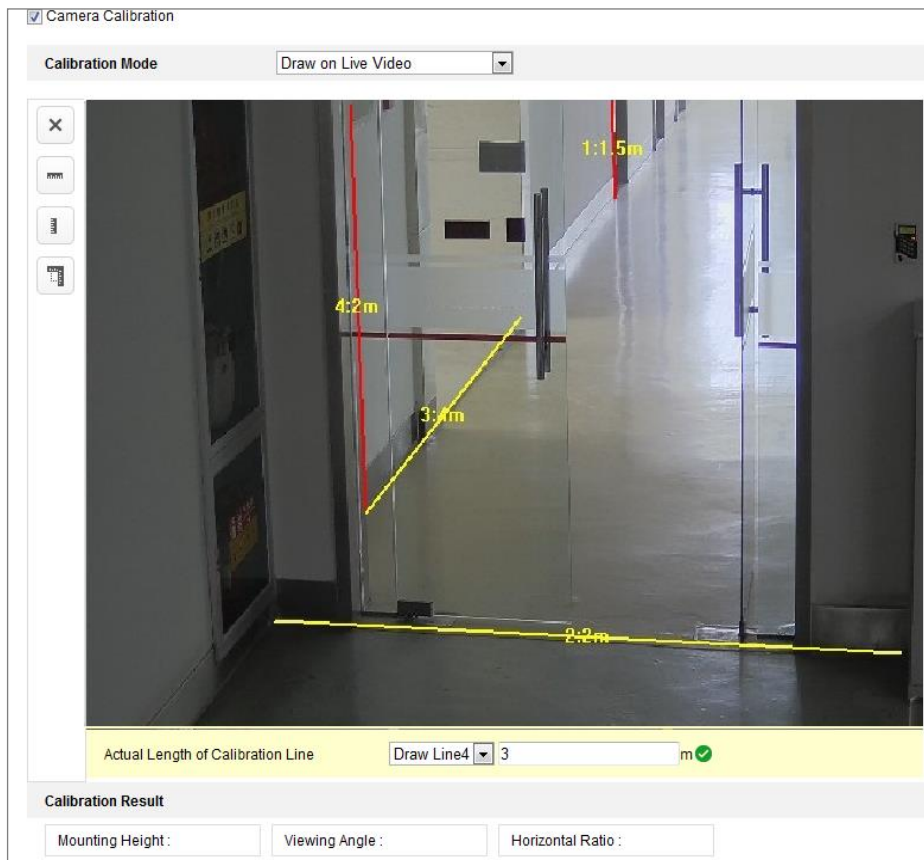 Camera Calibration
Calibration Mode
Draw on Live Video
1:1.5m
4:2m
3:4m
2:2m
Actual Length of Calibration Line
Draw Line4
3
m
Calibration Result
Mounting Height :
Viewing Angle :
Horizontal Ratio :